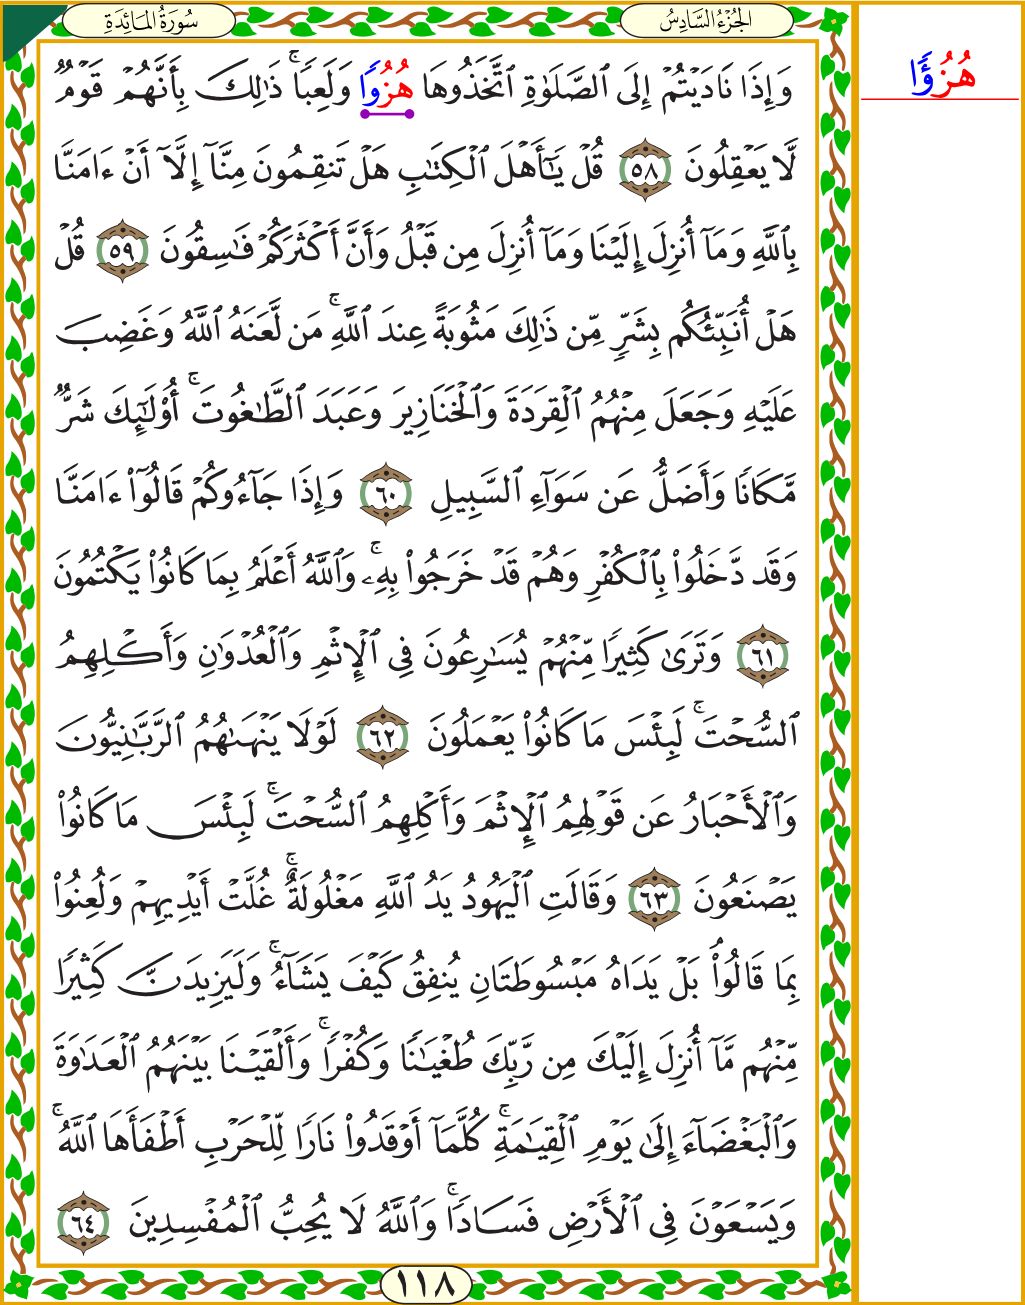 الجُزْءُ السَّادِسُ
سُورَةُ المَائِدَةِ
هُزُؤًا
وَإِذَا نَادَيۡتُمۡ إِلَى ٱلصَّلَوٰةِ ٱتَّخَذُوهَا هُزُوٗا وَلَعِبٗاۚ ذَٰلِكَ بِأَنَّهُمۡ قَوۡمٞ
لَّا يَعۡقِلُونَ ٥٨ قُلۡ يَٰٓأَهۡلَ ٱلۡكِتَٰبِ هَلۡ تَنقِمُونَ مِنَّآ إِلَّآ أَنۡ ءَامَنَّا
بِٱللَّهِ وَمَآ أُنزِلَ إِلَيۡنَا وَمَآ أُنزِلَ مِن قَبۡلُ وَأَنَّ أَكۡثَرَكُمۡ فَٰسِقُونَ ٥٩ قُلۡ
هَلۡ أُنَبِّئُكُم بِشَرّٖ مِّن ذَٰلِكَ مَثُوبَةً عِندَ ٱللَّهِۚ مَن لَّعَنَهُ ٱللَّهُ وَغَضِبَ
عَلَيۡهِ وَجَعَلَ مِنۡهُمُ ٱلۡقِرَدَةَ وَٱلۡخَنَازِيرَ وَعَبَدَ ٱلطَّٰغُوتَۚ أُوْلَٰٓئِكَ شَرّٞ
مَّكَانٗا وَأَضَلُّ عَن سَوَآءِ ٱلسَّبِيلِ ٦٠ وَإِذَا جَآءُوكُمۡ قَالُوٓاْ ءَامَنَّا
وَقَد دَّخَلُواْ بِٱلۡكُفۡرِ وَهُمۡ قَدۡ خَرَجُواْ بِهِۦۚ وَٱللَّهُ أَعۡلَمُ بِمَا كَانُواْ يَكۡتُمُونَ
٦١ وَتَرَىٰ كَثِيرٗا مِّنۡهُمۡ يُسَٰرِعُونَ فِي ٱلۡإِثۡمِ وَٱلۡعُدۡوَٰنِ وَأَكۡلِهِمُ
ٱلسُّحۡتَۚ لَبِئۡسَ مَا كَانُواْ يَعۡمَلُونَ ٦٢ لَوۡلَا يَنۡهَىٰهُمُ ٱلرَّبَّٰنِيُّونَ
وَٱلۡأَحۡبَارُ عَن قَوۡلِهِمُ ٱلۡإِثۡمَ وَأَكۡلِهِمُ ٱلسُّحۡتَۚ لَبِئۡسَ مَا كَانُواْ
يَصۡنَعُونَ ٦٣ وَقَالَتِ ٱلۡيَهُودُ يَدُ ٱللَّهِ مَغۡلُولَةٌۚ غُلَّتۡ أَيۡدِيهِمۡ وَلُعِنُواْ
بِمَا قَالُواْۘ بَلۡ يَدَاهُ مَبۡسُوطَتَانِ يُنفِقُ كَيۡفَ يَشَآءُۚ وَلَيَزِيدَنَّ كَثِيرٗا
مِّنۡهُم مَّآ أُنزِلَ إِلَيۡكَ مِن رَّبِّكَ طُغۡيَٰنٗا وَكُفۡرٗاۚ وَأَلۡقَيۡنَا بَيۡنَهُمُ ٱلۡعَدَٰوَةَ
وَٱلۡبَغۡضَآءَ إِلَىٰ يَوۡمِ ٱلۡقِيَٰمَةِۚ كُلَّمَآ أَوۡقَدُواْ نَارٗا لِّلۡحَرۡبِ أَطۡفَأَهَا ٱللَّهُۚ
وَيَسۡعَوۡنَ فِي ٱلۡأَرۡضِ فَسَادٗاۚ وَٱللَّهُ لَا يُحِبُّ ٱلۡمُفۡسِدِينَ ٦٤
١١٨